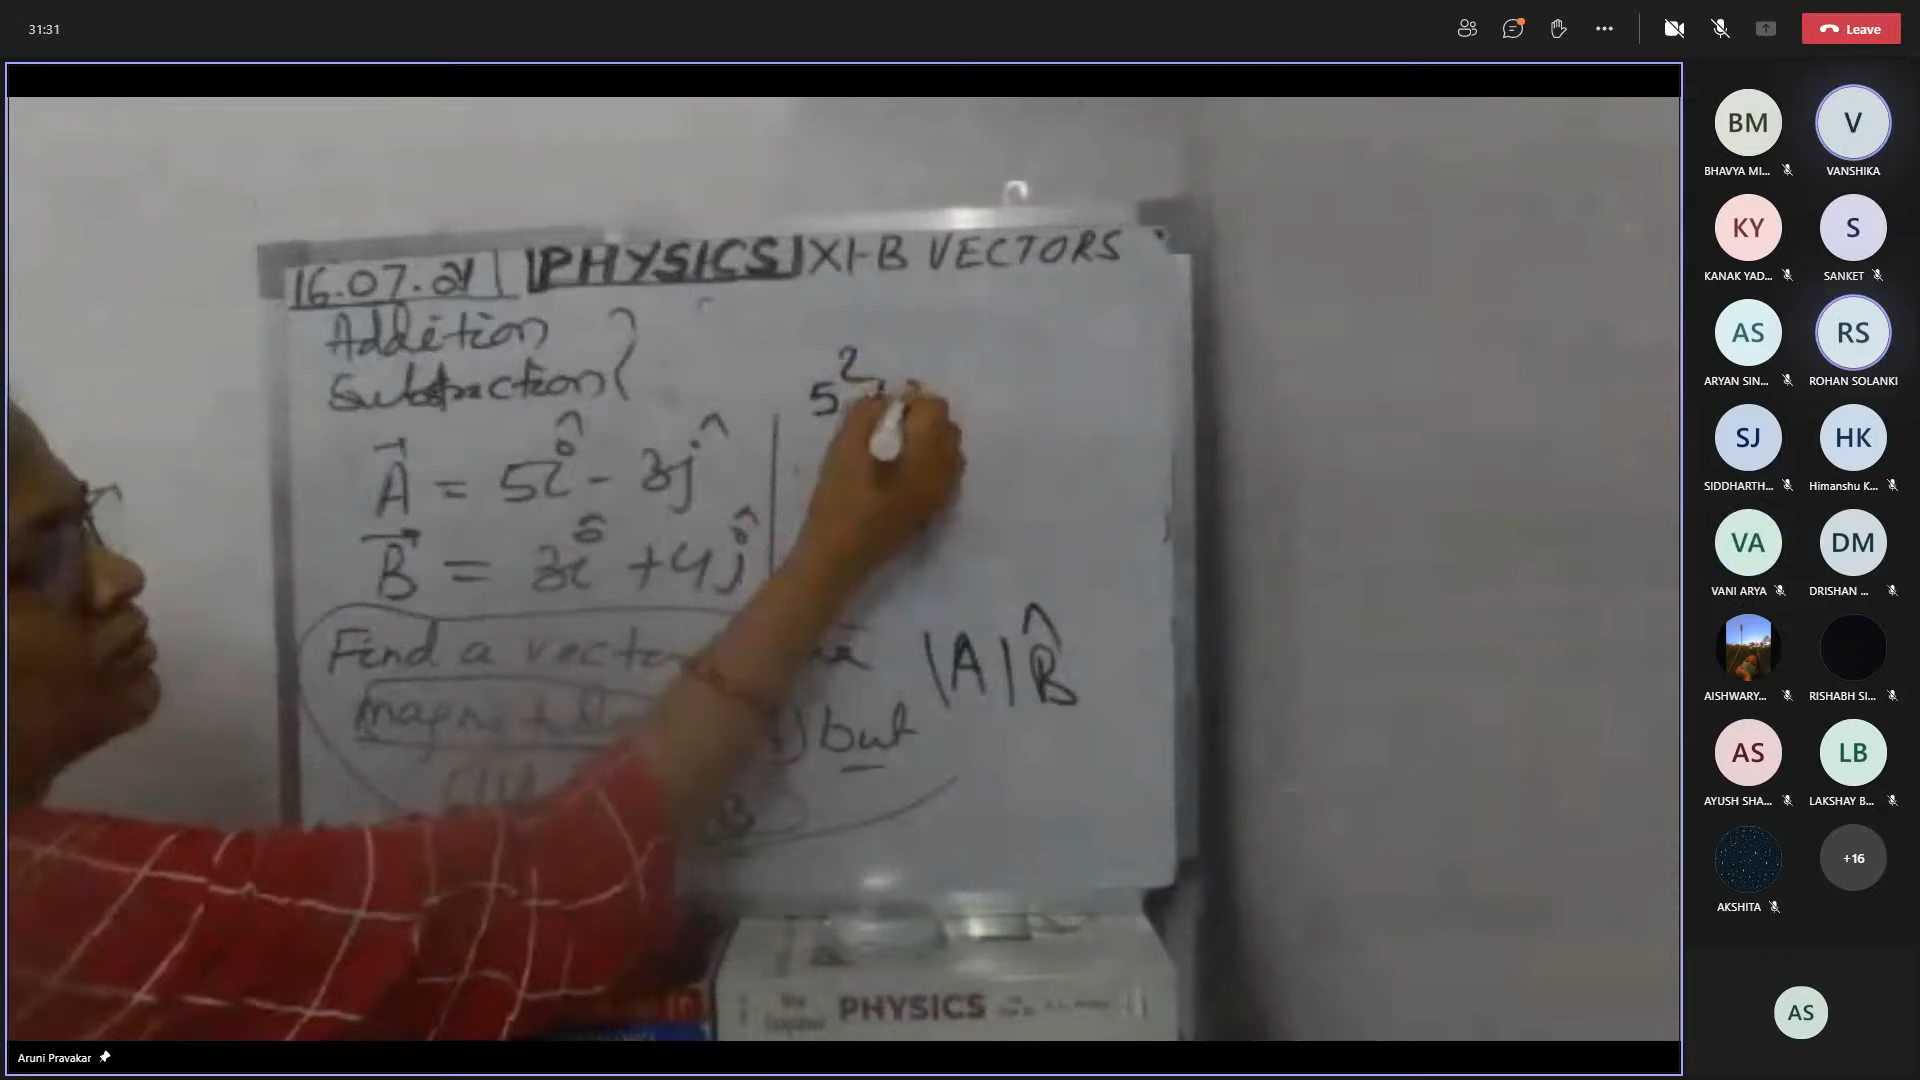 31:31
Leave
16.07.21 PHYSICS XI-B VECTORS
Addition
Substraction
5²
A⃗ = 5î - 3ĵ
B⃗ = 3î + 4ĵ
Find a vector
|A| B̂
but
B
PHYSICS
Aruni Pravakar
BM
BHAVYA MI...
V
VANSHIKA
KY
KANAK YAD...
S
SANKET
AS
ARYAN SIN...
RS
ROHAN SOLANKI
SJ
SIDDHARTH...
HK
Himanshu K...
VA
VANI ARYA
DM
DRISHAN ...
AISHWARY...
RISHABH SI...
AS
AYUSH SHA...
LB
LAKSHAY B...
AKSHITA
+16
AS